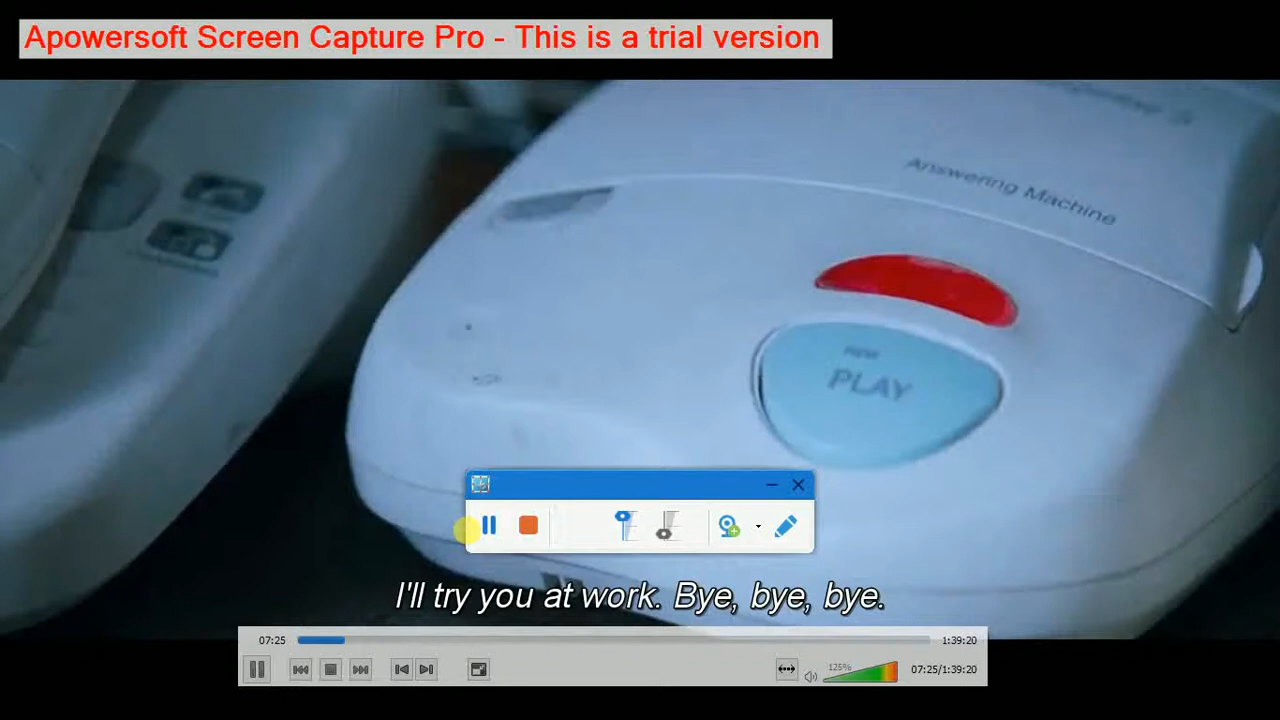 Apowersoft Screen Capture Pro - This is a trial version
Answering Machine
PLAY
I'll try you at work. Bye, bye, bye.
07:25
1:39:20
125%
07:25/1:39:20